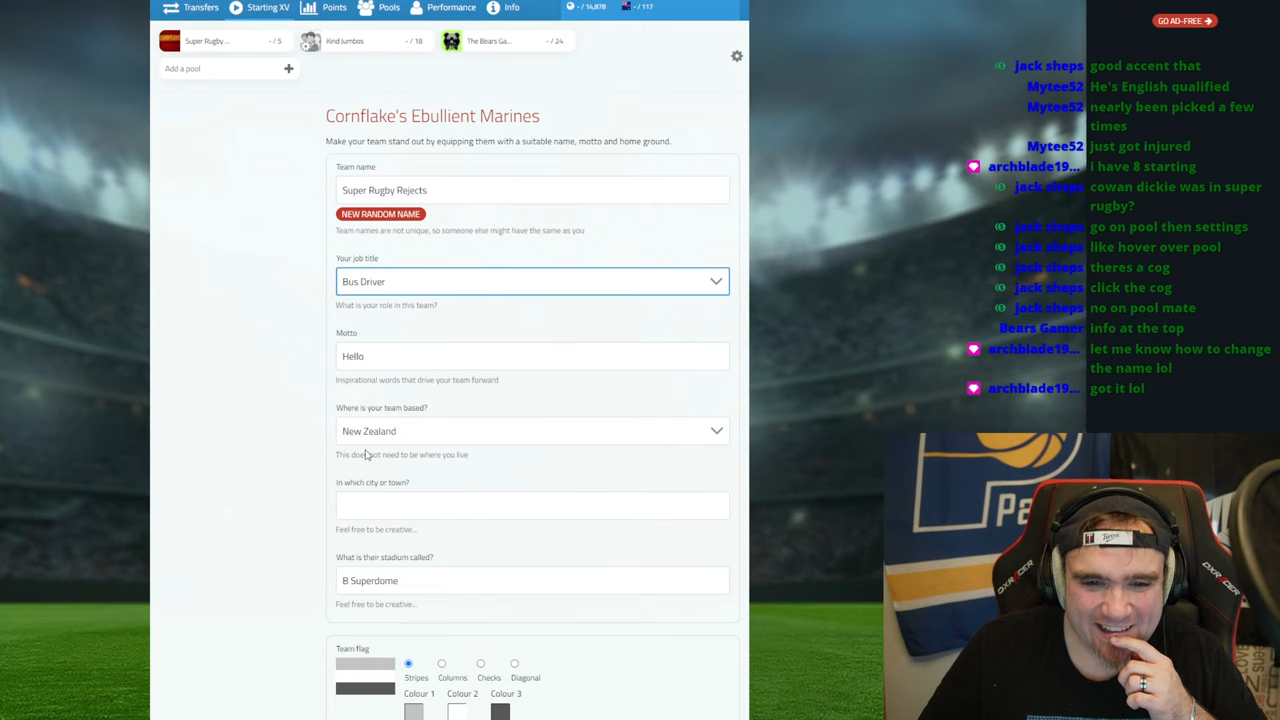 Transfers Starting XV Points Pools Performance Info - / 14,878 - / 117
Super Rugby ... - / 5 Kind Jumbos - / 18 The Bears Ga... - / 24
Add a pool
Cornflake's Ebullient Marines
Make your team stand out by equipping them with a suitable name, motto and home ground.
Team name
Super Rugby Rejects
NEW RANDOM NAME
Team names are not unique, so someone else might have the same as you
Your job title
Bus Driver
What is your role in this team?
Motto
Hello
Inspirational words that drive your team forward
Where is your team based?
New Zealand
This does not need to be where you live
In which city or town?
Feel free to be creative...
What is their stadium called?
B Superdome
Feel free to be creative...
Team flag
Stripes Columns Checks Diagonal
Colour 1 Colour 2 Colour 3
GO AD-FREE
jack sheps good accent that
Mytee52 He's English qualified
Mytee52 nearly been picked a few
times
Mytee52 just got injured
archblade19... i have 8 starting
jack sheps cowan dickie was in super
rugby?
jack sheps go on pool then settings
jack sheps like hover over pool
jack sheps theres a cog
jack sheps click the cog
jack sheps no on pool mate
Bears Gamer info at the top
archblade19... let me know how to change
the name lol
archblade19... got it lol
Pa
Twins
DXRACER